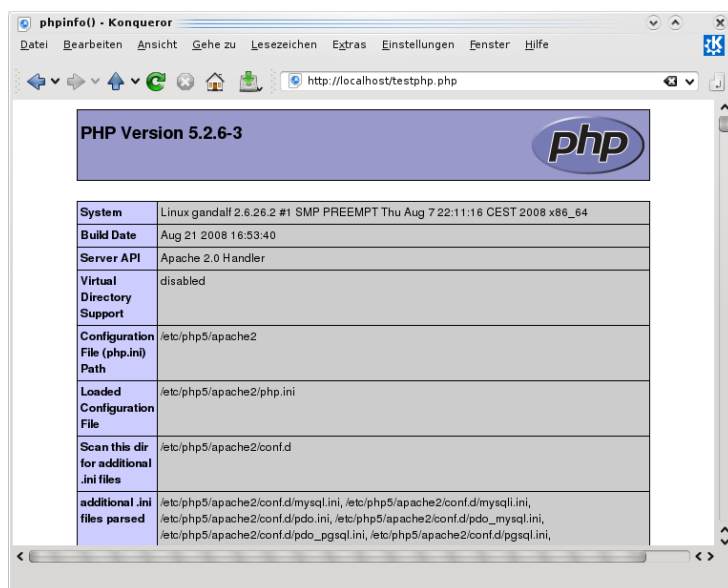 phpinfo() - Konqueror
Datei Bearbeiten Ansicht Gehe zu Lesezeichen Extras Einstellungen Fenster Hilfe
http://localhost/testphp.php
PHP Version 5.2.6-3
php
System Linux gandalf 2.6.26.2 #1 SMP PREEMPT Thu Aug 7 22:11:16 CEST 2008 x86_64
Build Date Aug 21 2008 16:53:40
Server API Apache 2.0 Handler
Virtual disabled
Directory
Support
Configuration /etc/php5/apache2
File (php.ini)
Path
Loaded /etc/php5/apache2/php.ini
Configuration
File
Scan this dir /etc/php5/apache2/conf.d
for additional
.ini files
additional .ini /etc/php5/apache2/conf.d/mysql.ini, /etc/php5/apache2/conf.d/mysqli.ini,
files parsed /etc/php5/apache2/conf.d/pdo.ini, /etc/php5/apache2/conf.d/pdo_mysql.ini,
/etc/php5/apache2/conf.d/pdo_pgsql.ini, /etc/php5/apache2/conf.d/pgsql.ini,